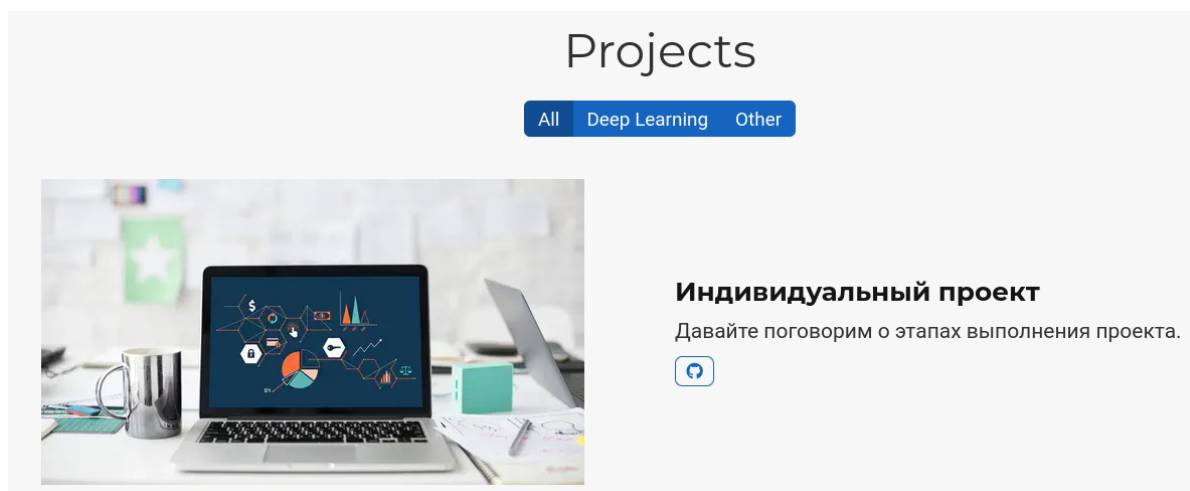 Projects
All Deep Learning Other
Индивидуальный проект
Давайте поговорим о этапах выполнения проекта.